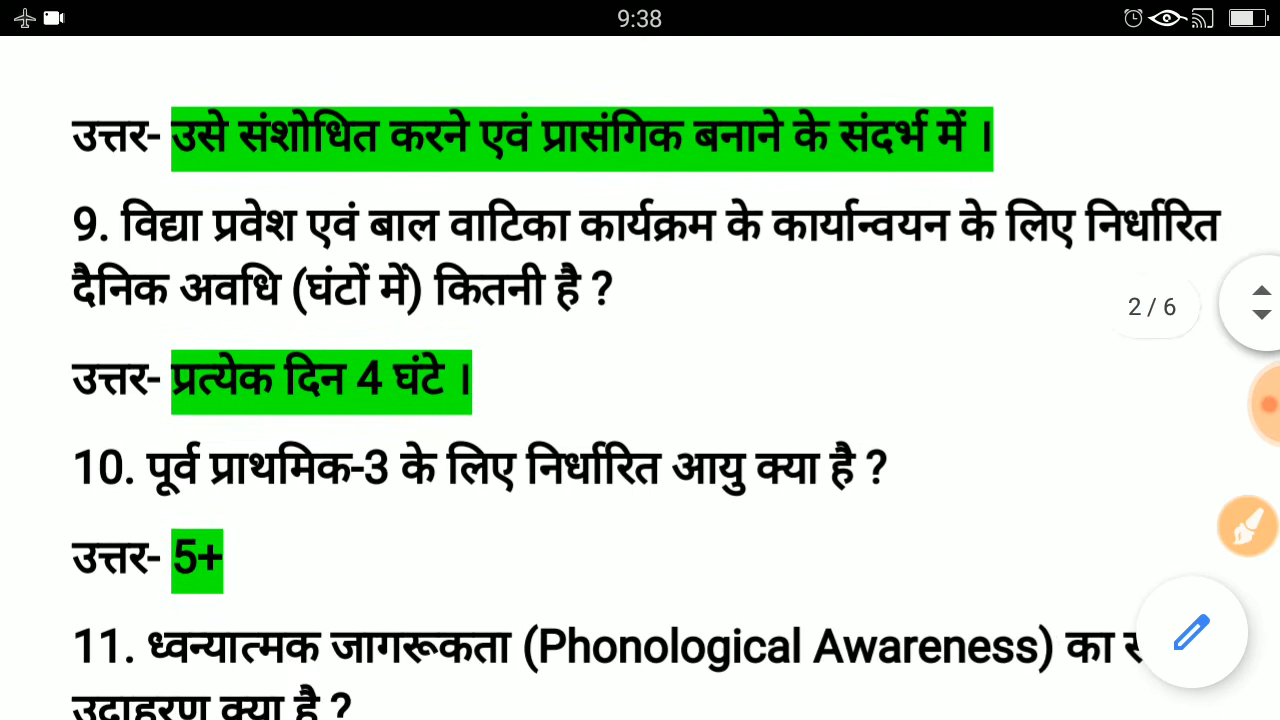 9:38
उत्तर- उसे संशोधित करने एवं प्रासंगिक बनाने के संदर्भ में ।
9. विद्या प्रवेश एवं बाल वाटिका कार्यक्रम के कार्यान्वयन के लिए निर्धारित
दैनिक अवधि (घंटों में) कितनी है ?
2 / 6
उत्तर- प्रत्येक दिन 4 घंटे ।
10. पूर्व प्राथमिक-3 के लिए निर्धारित आयु क्या है ?
उत्तर- 5+
11. ध्वन्यात्मक जागरूकता (Phonological Awareness) का
उदाहरण क्या है ?